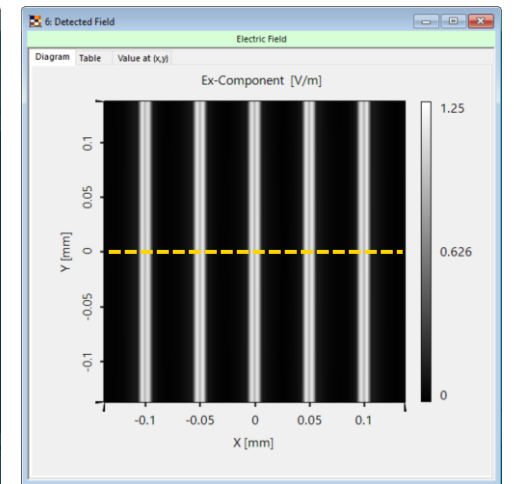 6: Detected Field
Electric Field
Diagram Table Value at (x,y)
Ex-Component [V/m]
1.25
0.626
0
0.1
0.05
0
-0.05
-0.1
Y [mm]
-0.1 -0.05 0 0.05 0.1
X [mm]